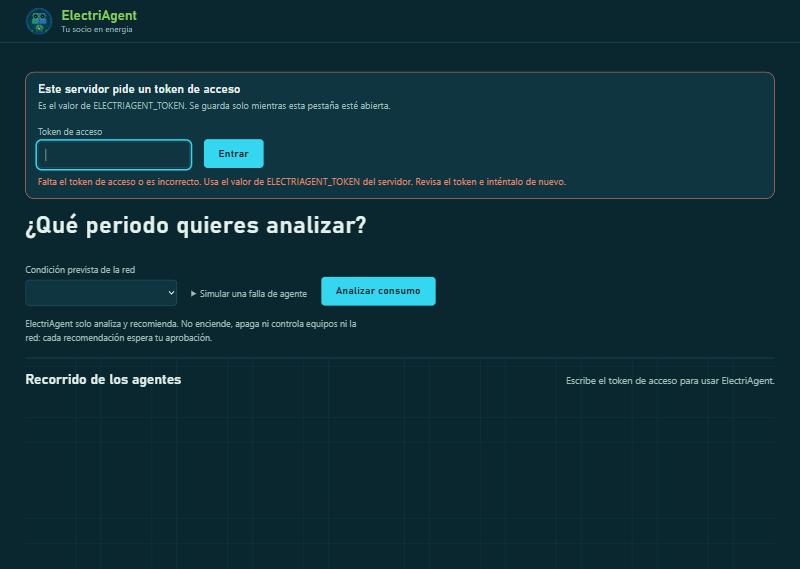 ElectriAgent
Tu socio en energía
Este servidor pide un token de acceso
Es el valor de ELECTRIAGENT_TOKEN. Se guarda solo mientras esta pestaña esté abierta.
Token de acceso
Entrar
Falta el token de acceso o es incorrecto. Usa el valor de ELECTRIAGENT_TOKEN del servidor. Revisa el token e inténtalo de nuevo.
¿Qué periodo quieres analizar?
Condición prevista de la red
Simular una falla de agente
Analizar consumo
ElectriAgent solo analiza y recomienda. No enciende, apaga ni controla equipos ni la
red: cada recomendación espera tu aprobación.
Recorrido de los agentes
Escribe el token de acceso para usar ElectriAgent.